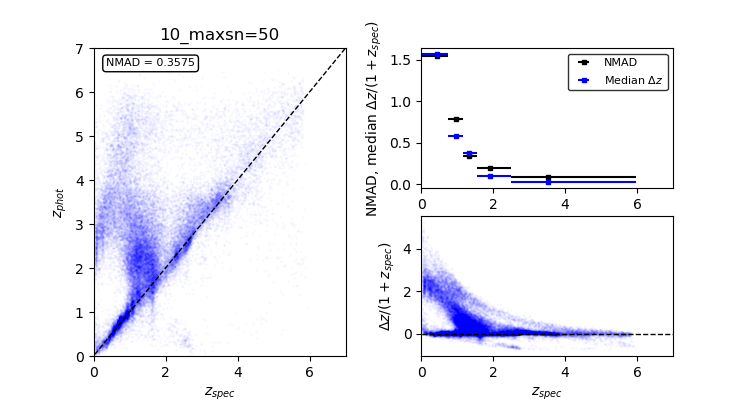 10_maxsn=50
NMAD = 0.3575
7
6
5
4
3
2
1
0
z_phot
0 2 4 6
z_spec
NMAD, median Δz/(1 + z_spec)
1.5
1.0
0.5
0.0
NMAD
Median Δz
0 2 4 6
Δz/(1 + z_spec)
4
2
0
0 2 4 6
z_spec